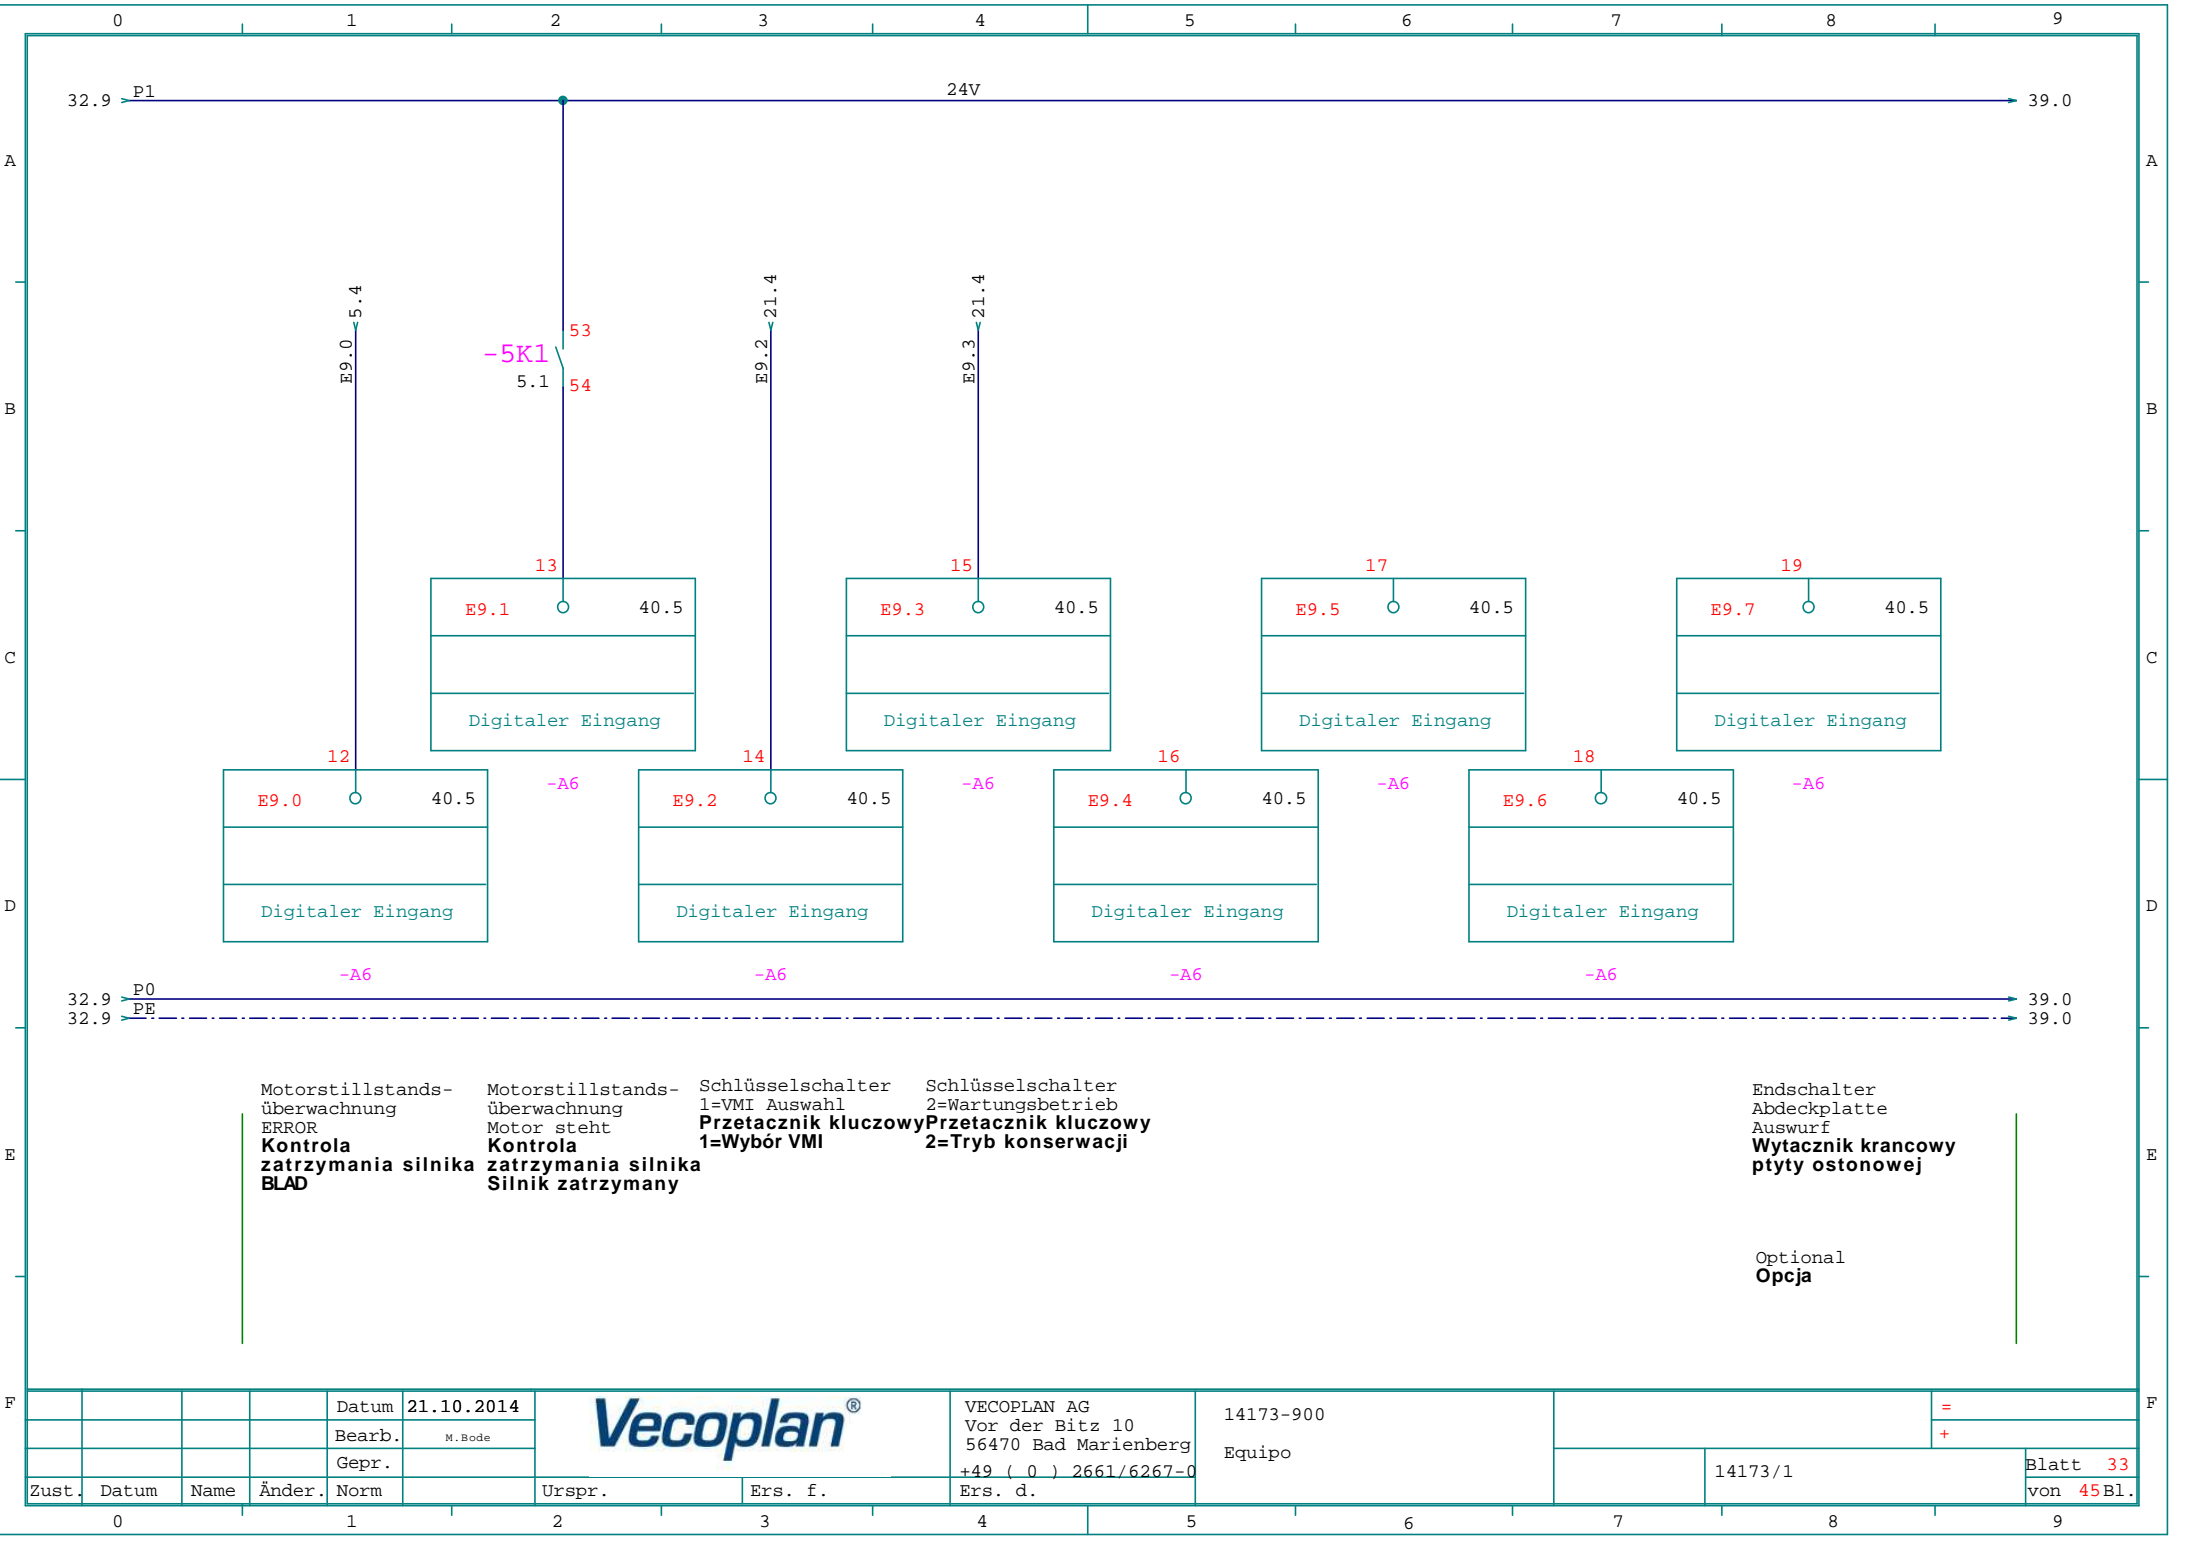 0 1 2 3 4 5 6 7 8 9
32.9 P1 24V 39.0
A A
5.4 21.4 21.4
E9.0 E9.2 E9.3
53
-5K1
5.1 54
B B
13 15 17 19
E9.1 40.5 E9.3 40.5 E9.5 40.5 E9.7 40.5
C C
Digitaler Eingang Digitaler Eingang Digitaler Eingang Digitaler Eingang
12 14 16 18
-A6 -A6 -A6 -A6
E9.0 40.5 E9.2 40.5 E9.4 40.5 E9.6 40.5
D D
Digitaler Eingang Digitaler Eingang Digitaler Eingang Digitaler Eingang
-A6 -A6 -A6 -A6
32.9 P0 39.0
32.9 PE 39.0
E E
Motorstillstands-
überwachnung
ERROR
Kontrola
zatrzymania silnika
BLAD
Motorstillstands-
überwachnung
Motor steht
Kontrola
zatrzymania silnika
Silnik zatrzymany
Schlüsselschalter
1=VMI Auswahl
Przetacznik kluczowy
1=Wybór VMI
Schlüsselschalter
2=Wartungsbetrieb
Przetacznik kluczowy
2=Tryb konserwacji
Endschalter
Abdeckplatte
Auswurf
Wytacznik krancowy
ptyty ostonowej
Optional
Opcja
F F
Datum 21.10.2014
Bearb. M.Bode
Gepr.
Zust. Datum Name Änder. Norm
Vecoplan®
Urspr. Ers. f. Ers. d.
VECOPLAN AG
Vor der Bitz 10
56470 Bad Marienberg
+49 ( 0 ) 2661/6267-0
14173-900
Equipo
=
+
14173/1
Blatt 33
von 45Bl.
0 1 2 3 4 5 6 7 8 9